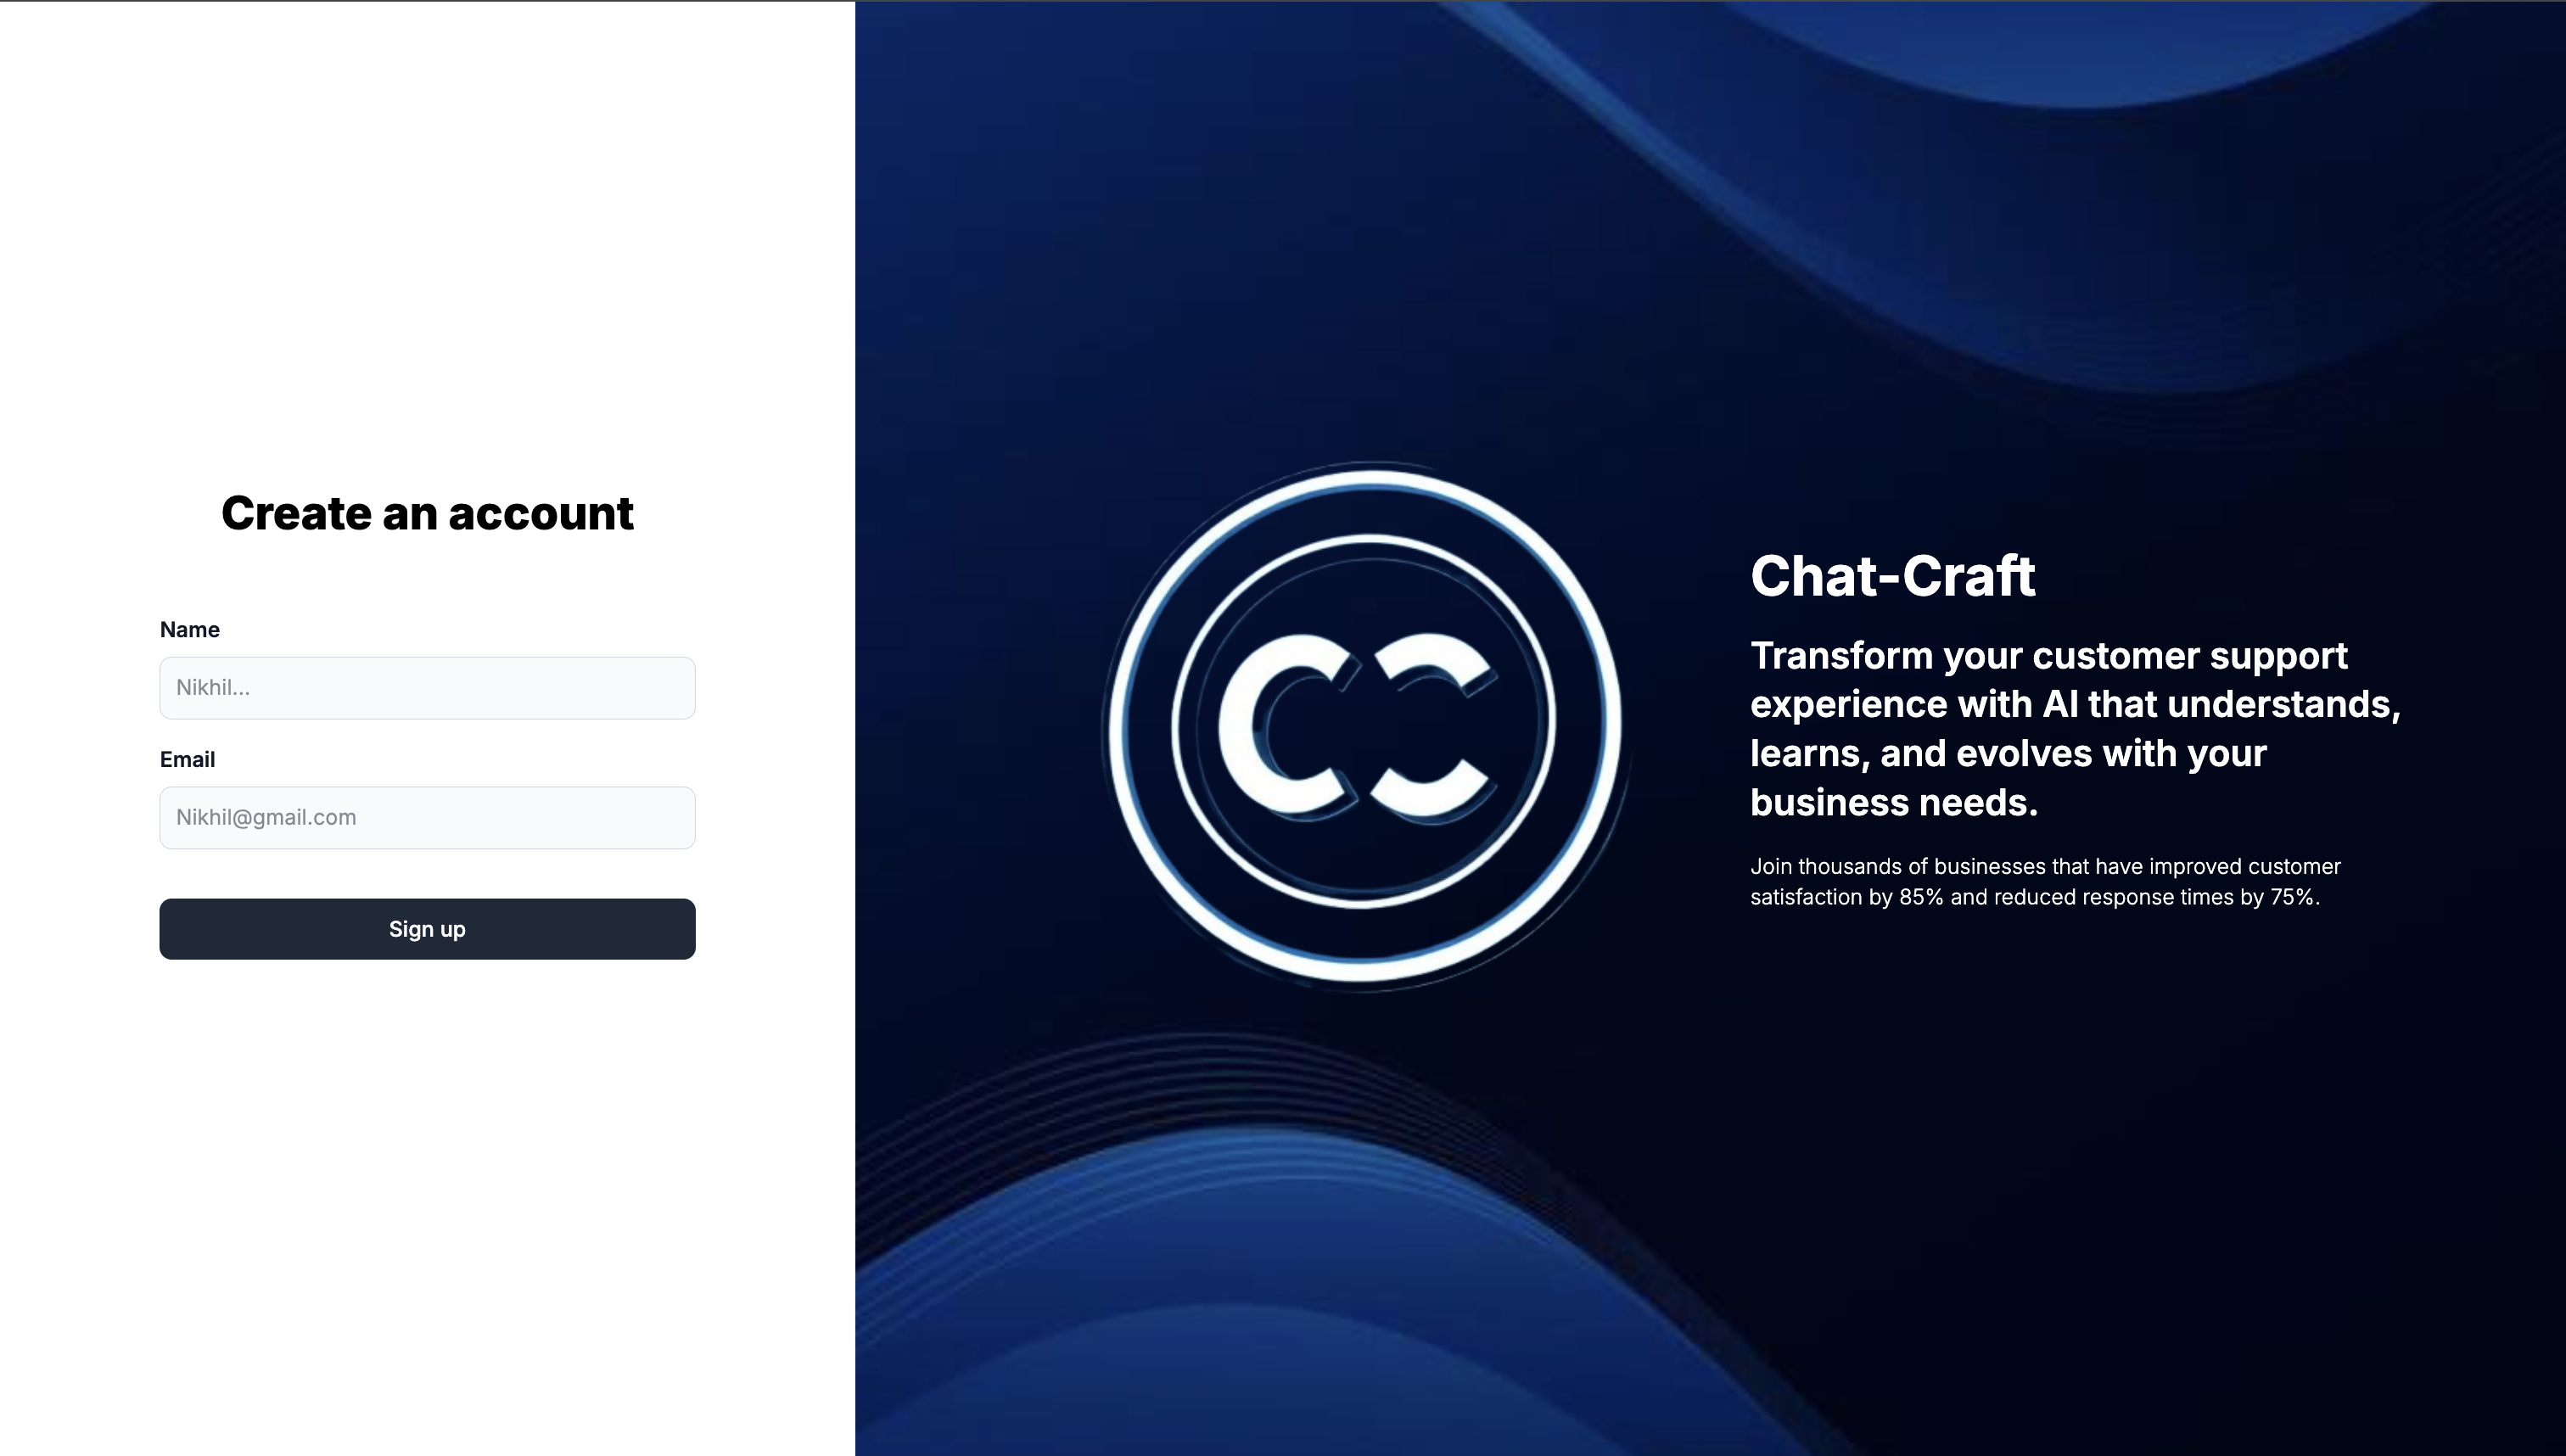 Create an account
Name
Nikhil...
Email
Nikhil@gmail.com
Sign up
CC
Chat-Craft
Transform your customer support
experience with AI that understands,
learns, and evolves with your
business needs.
Join thousands of businesses that have improved customer
satisfaction by 85% and reduced response times by 75%.